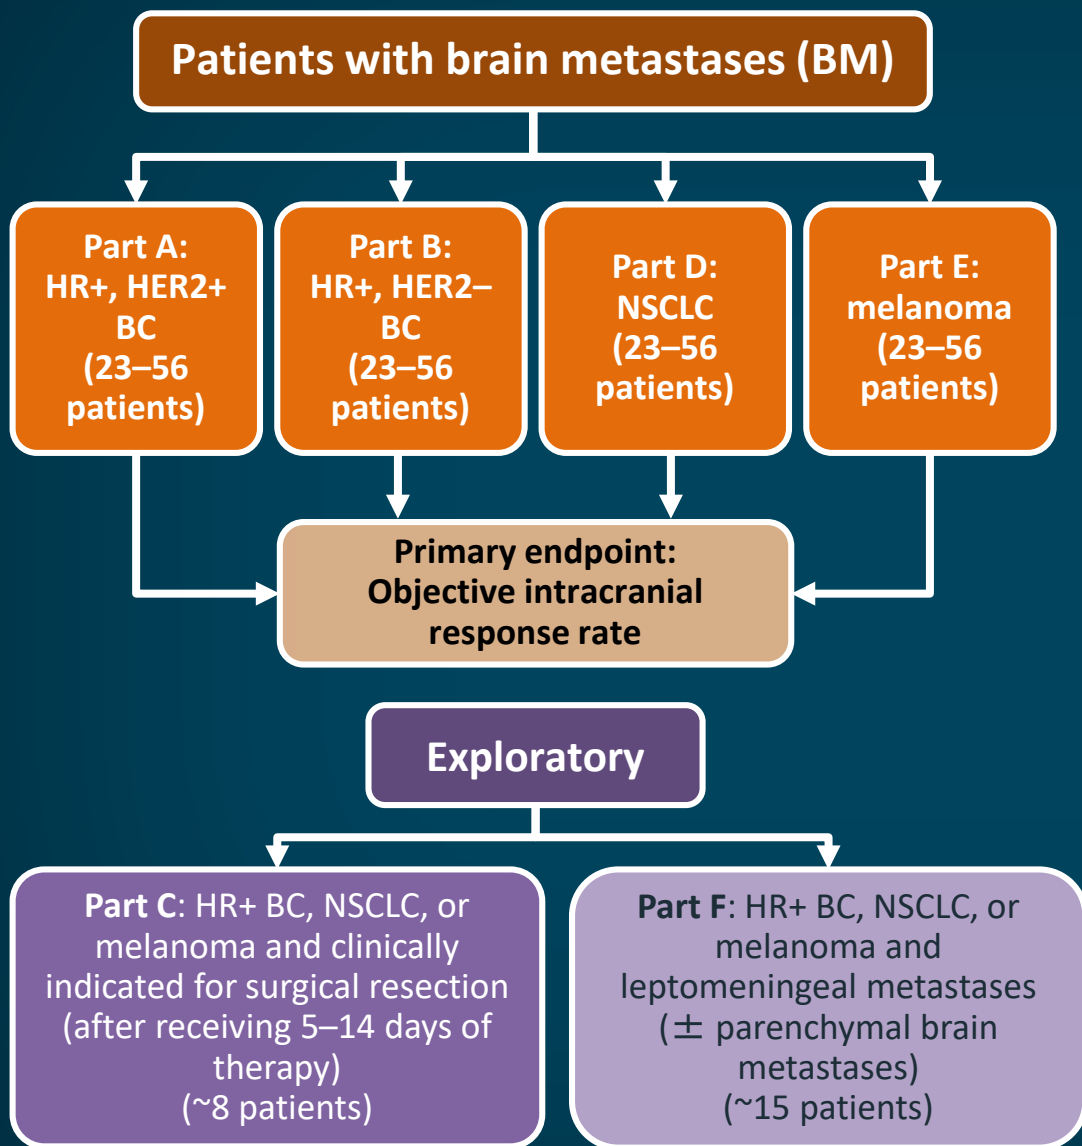 Patients with brain metastases (BM)
Part A:
HR+, HER2+
BC
(23–56
patients)
Part B:
HR+, HER2–
BC
(23–56
patients)
Part D:
NSCLC
(23–56
patients)
Part E:
melanoma
(23–56
patients)
Primary endpoint:
Objective intracranial
response rate
Exploratory
Part C: HR+ BC, NSCLC, or
melanoma and clinically
indicated for surgical resection
(after receiving 5–14 days of
therapy)
(~8 patients)
Part F: HR+ BC, NSCLC, or
melanoma and
leptomeningeal metastases
(± parenchymal brain
metastases)
(~15 patients)